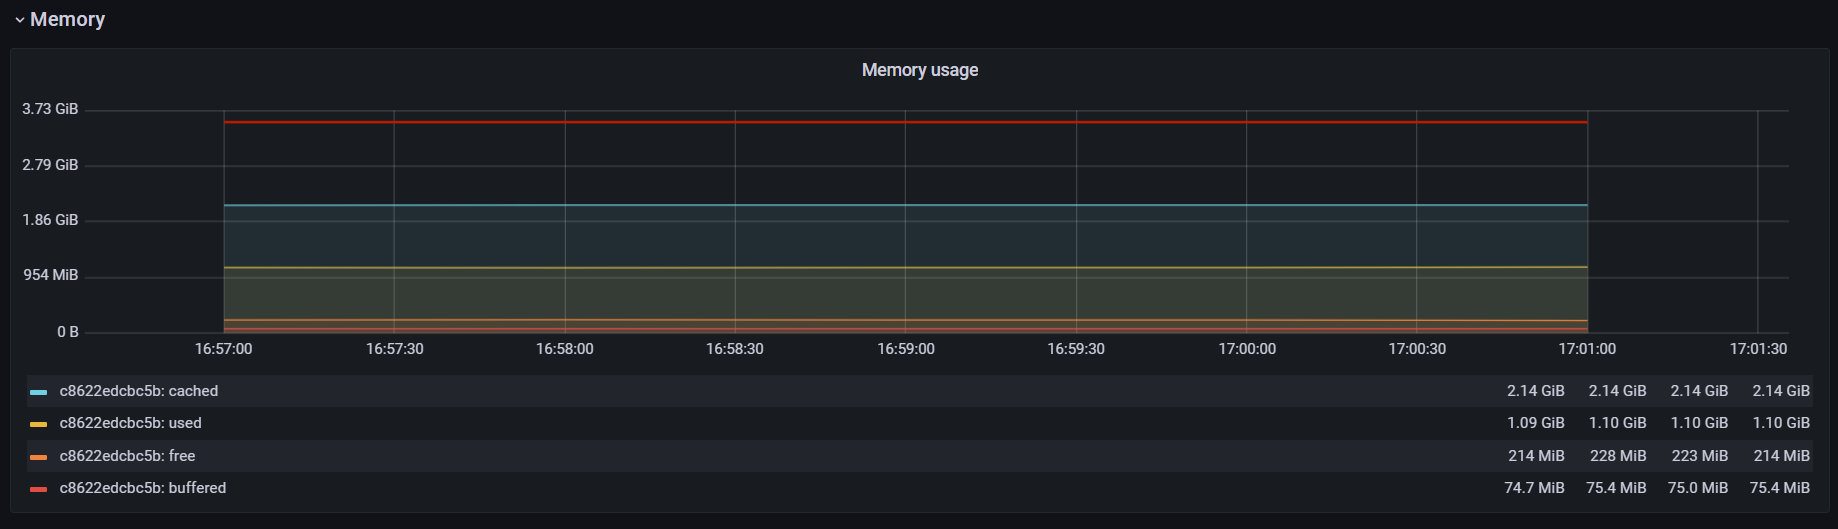 Memory
Memory usage
3.73 GiB
2.79 GiB
1.86 GiB
954 MiB
0 B
16:57:00 16:57:30 16:58:00 16:58:30 16:59:00 16:59:30 17:00:00 17:00:30 17:01:00 17:01:30
c8622edcbc5b: cached 2.14 GiB 2.14 GiB 2.14 GiB 2.14 GiB
c8622edcbc5b: used 1.09 GiB 1.10 GiB 1.10 GiB 1.10 GiB
c8622edcbc5b: free 214 MiB 228 MiB 223 MiB 214 MiB
c8622edcbc5b: buffered 74.7 MiB 75.4 MiB 75.0 MiB 75.4 MiB